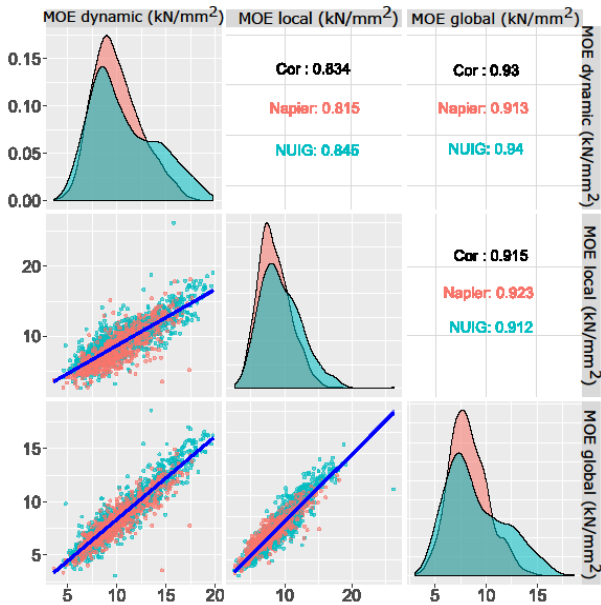 MOE dynamic (kN/mm²) MOE local (kN/mm²) MOE global (kN/mm²)
0.15
0.10
0.05
0.00
Cor : 0.834
Napier: 0.815
NUIG: 0.845
Cor : 0.93
Napier: 0.913
NUIG: 0.94
MOE dynamic (kN/mm²)
20
10
Cor : 0.915
Napier: 0.923
NUIG: 0.912
MOE local (kN/mm²)
15
10
5
MOE global (kN/mm²)
5 10 15 20 10 20 5 10 15